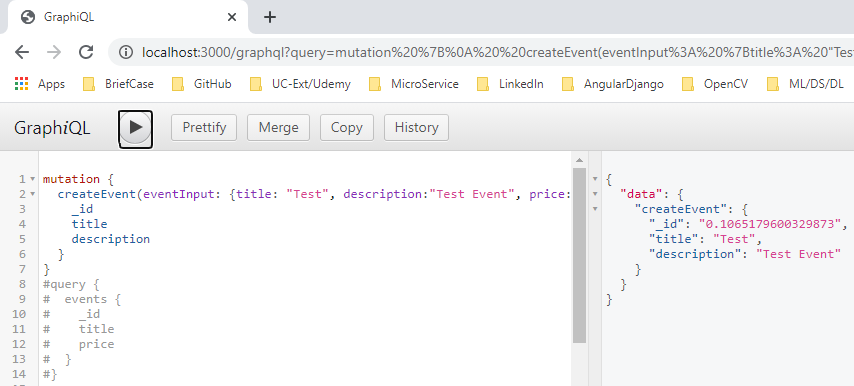 GraphiQL
localhost:3000/graphql?query=mutation%20%7B%0A%20%20createEvent(eventInput%3A%20%7Btitle%3A%20"Tes
Apps BriefCase GitHub UC-Ext/Udemy MicroService LinkedIn AngularDjango OpenCV ML/DS/DL
GraphiQL Prettify Merge Copy History
1 mutation {
2 createEvent(eventInput: {title: "Test", description:"Test Event", price:
3 _id
4 title
5 description
6 }
7 }
8 #query {
9 #  events {
10 #    _id
11 #    title
12 #    price
13 #  }
14 #}
{
"data": {
"createEvent": {
"_id": "0.1065179600329873",
"title": "Test",
"description": "Test Event"
}
}
}